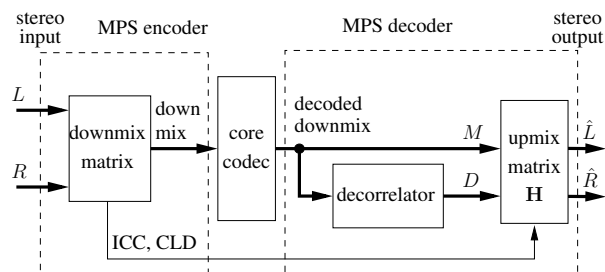 stereo
input
MPS encoder
MPS decoder
stereo
output
L
R
downmix
matrix
down
mix
core
codec
decoded
downmix
M
decorrelator
D
upmix
matrix
H
L̂
R̂
ICC, CLD